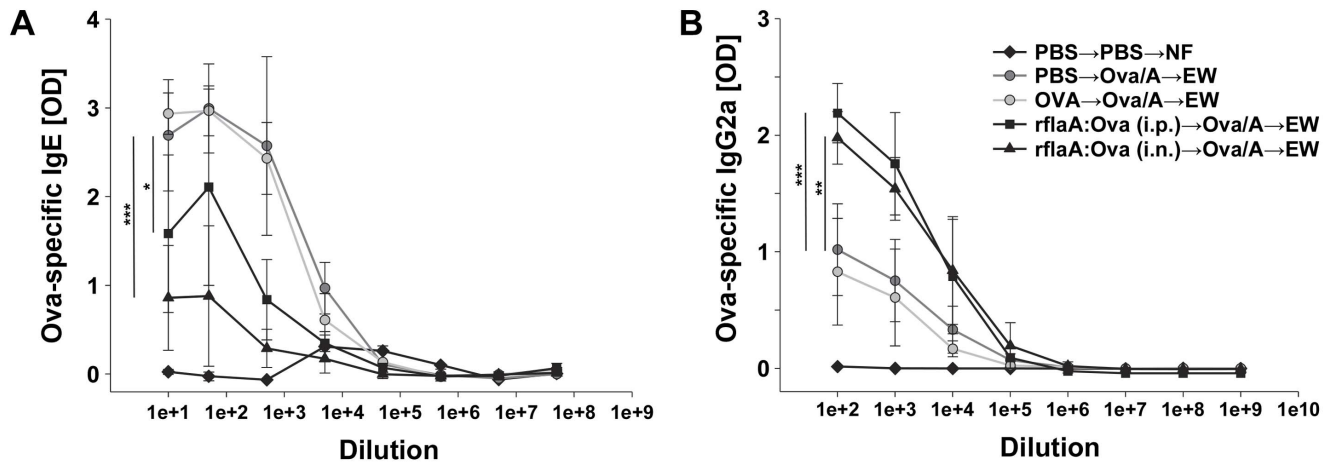 A
Ova-specific IgE [OD]
4
3
2
1
0
***
*
1e+1 1e+2 1e+3 1e+4 1e+5 1e+6 1e+7 1e+8 1e+9
Dilution
B
Ova-specific IgG2a [OD]
3
2
1
0
***
**
PBS→PBS→NF
PBS→Ova/A→EW
OVA→Ova/A→EW
rflaA:Ova (i.p.)→Ova/A→EW
rflaA:Ova (i.n.)→Ova/A→EW
1e+2 1e+3 1e+4 1e+5 1e+6 1e+7 1e+8 1e+9 1e+10
Dilution